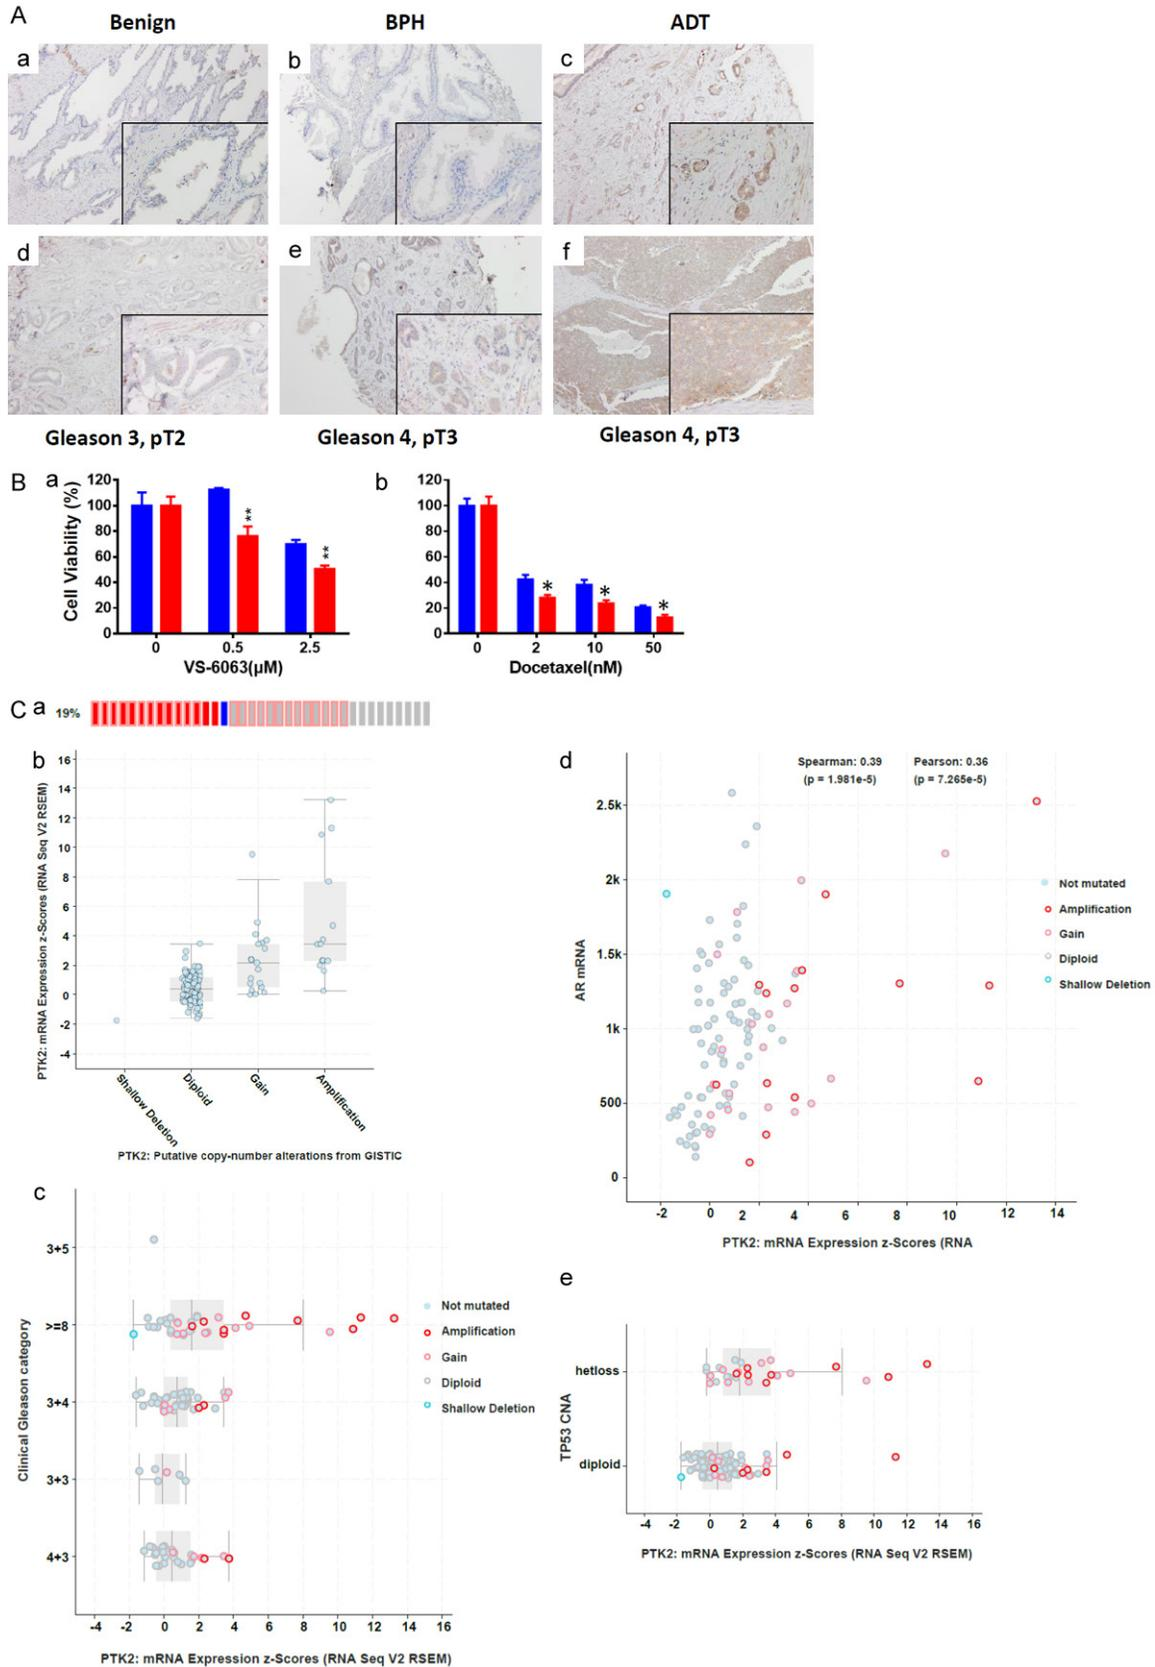 A
Benign
BPH
ADT
a
b
c
d
e
f
Gleason 3, pT2
Gleason 4, pT3
Gleason 4, pT3
B
a
Cell Viability (%)
120
100
80
60
40
20
0
**
**
0
0.5
2.5
VS-6063(µM)
b
120
100
80
60
40
20
0
*
*
*
0
2
10
50
Docetaxel(nM)
C
a
19%
b
PTK2: mRNA Expression z-Scores (RNA Seq V2 RSEM)
16
14
12
10
8
6
4
2
0
-2
-4
Shallow Deletion
Diploid
Gain
Amplification
PTK2: Putative copy-number alterations from GISTIC
c
Clinical Gleason category
3+5
>=8
3+4
3+3
4+3
Not mutated
Amplification
Gain
Diploid
Shallow Deletion
-4
-2
0
2
4
6
8
10
12
14
16
PTK2: mRNA Expression z-Scores (RNA Seq V2 RSEM)
d
Spearman: 0.39
(p = 1.981e-5)
Pearson: 0.36
(p = 7.265e-5)
AR mRNA
2.5k
2k
1.5k
1k
500
0
Not mutated
Amplification
Gain
Diploid
Shallow Deletion
-2
0
2
4
6
8
10
12
14
PTK2: mRNA Expression z-Scores (RNA
e
TP53 CNA
hetloss
diploid
-4
-2
0
2
4
6
8
10
12
14
16
PTK2: mRNA Expression z-Scores (RNA Seq V2 RSEM)